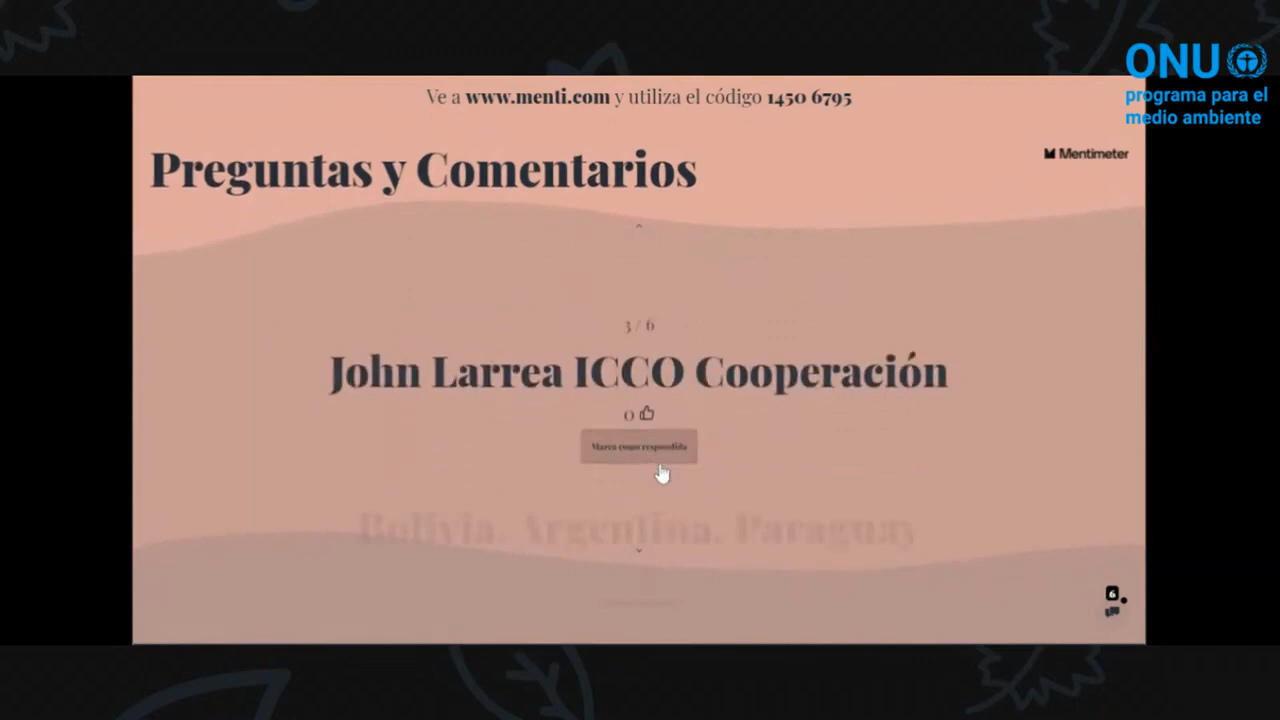 ONU
programa para el
medio ambiente
Ve a www.menti.com y utiliza el código 1450 6795
Mentimeter
Preguntas y Comentarios
3 / 6
John Larrea ICCO Cooperación
0
Marca como respondida
Bolivia, Argentina, Paraguay
6